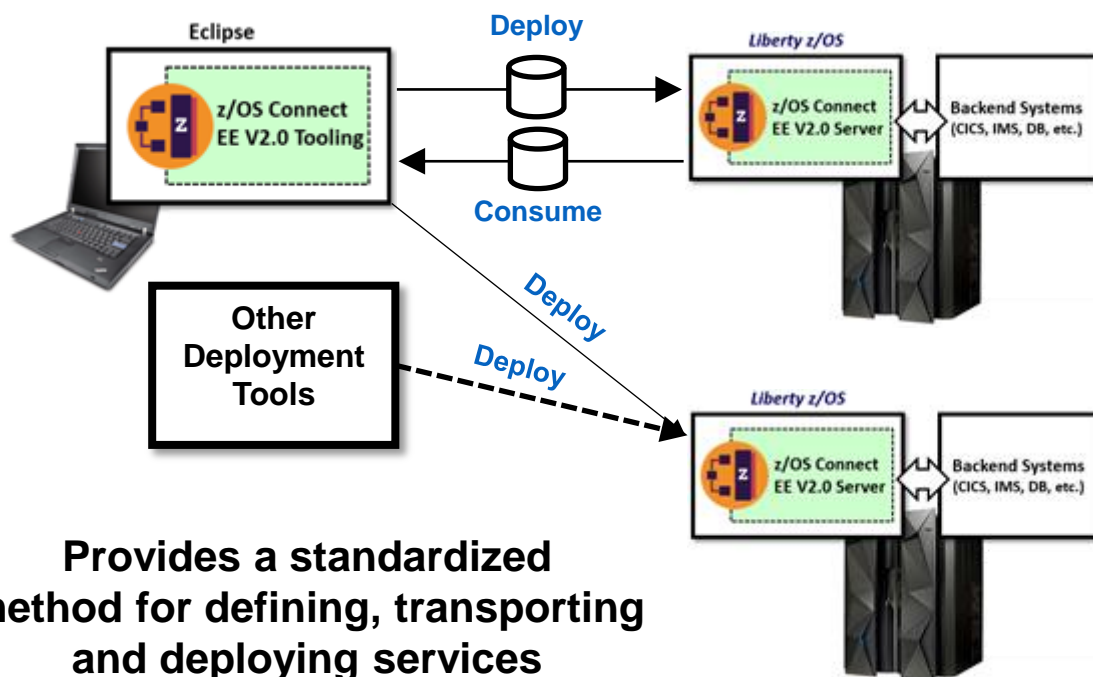 Eclipse
Deploy
z/OS Connect
EE V2.0 Tooling
Consume
Liberty z/OS
z/OS Connect
EE V2.0 Server
Backend Systems
(CICS, IMS, DB, etc.)
Other
Deployment
Tools
Deploy
Deploy
Liberty z/OS
z/OS Connect
EE V2.0 Server
Backend Systems
(CICS, IMS, DB, etc.)
Z
Z
Z
Provides a standardized
method for defining, transporting
and deploying services